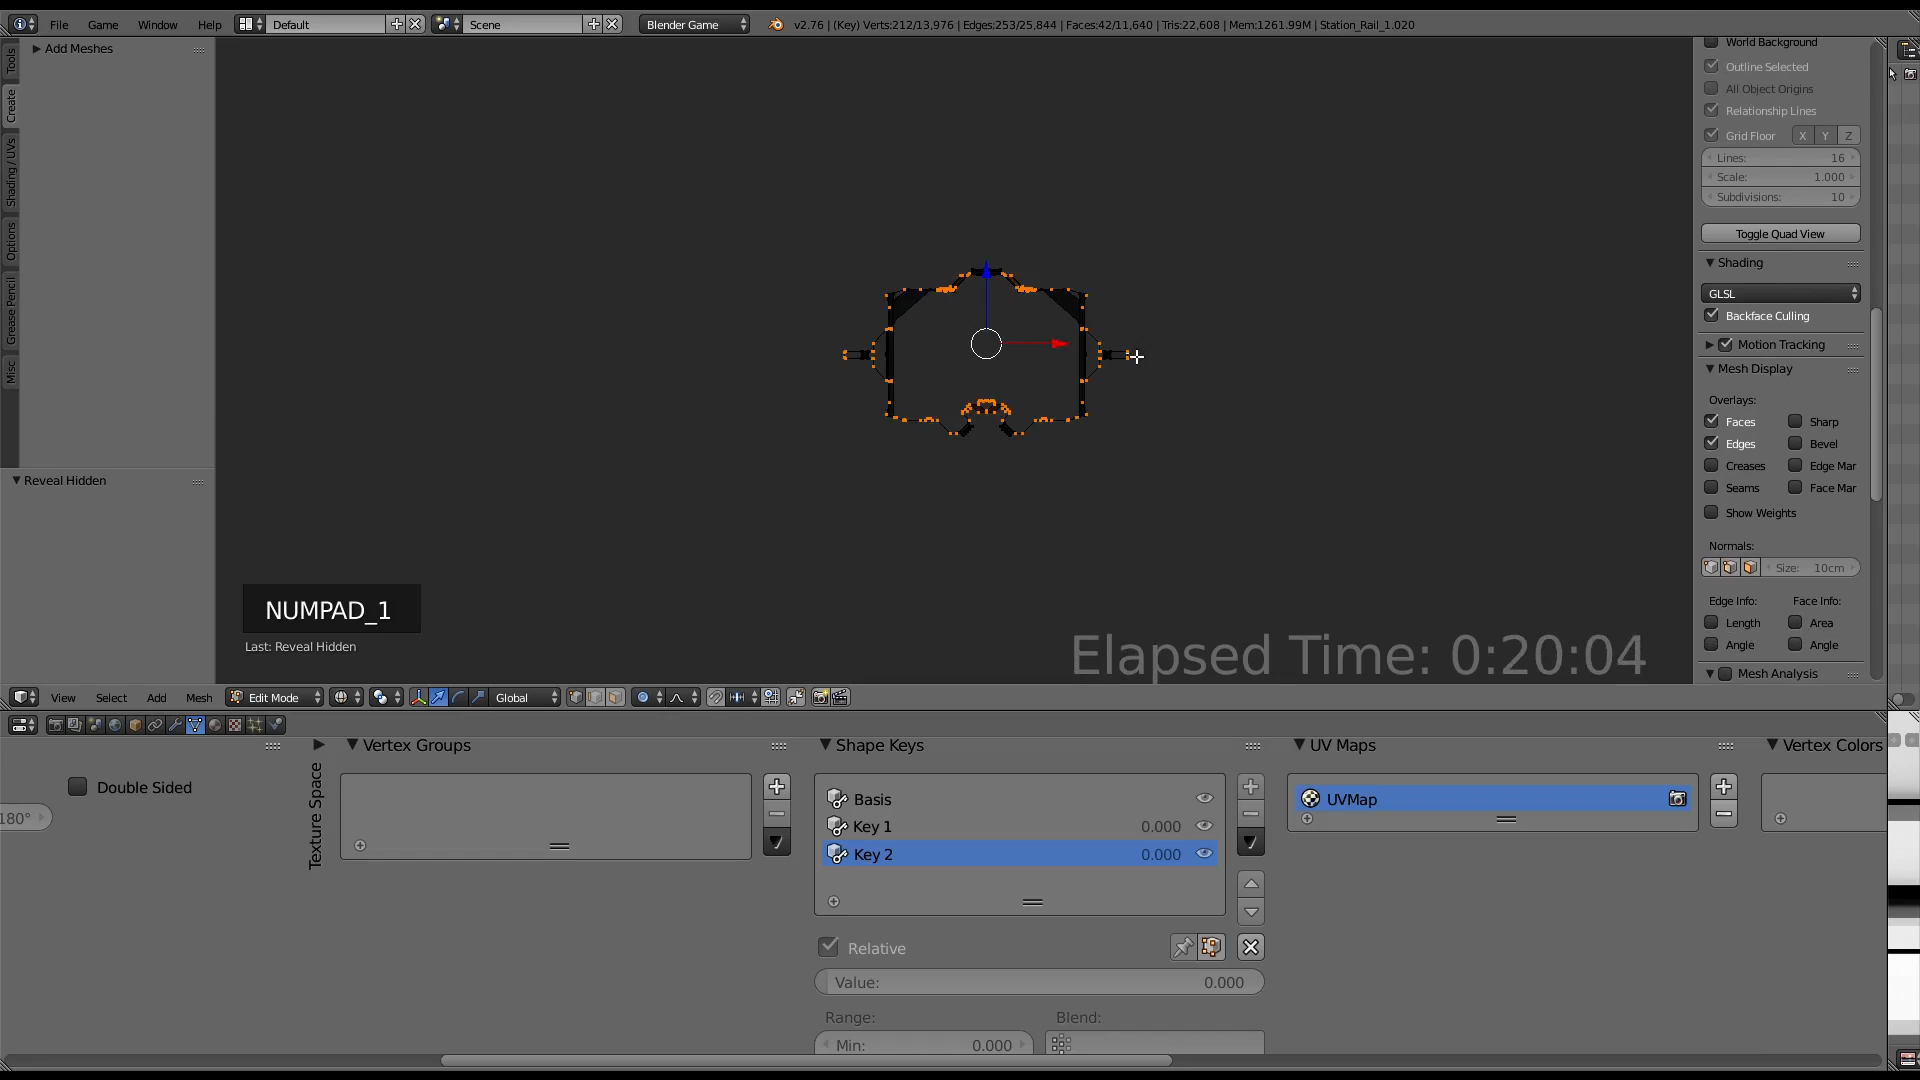 File Game Window Help Default Scene Blender Game v2.76 | (Key) Verts:212/13,976 | Edges:253/25,844 | Faces:42/11,640 | Tris:22,608 | Mem:1261.99M | Station_Rail_1.020
Add Meshes
Tools
Create
Shading / UVs
Options
Grease Pencil
Misc
Reveal Hidden
NUMPAD_1
Last: Reveal Hidden
Elapsed Time: 0:20:04
World Background
Outline Selected
All Object Origins
Relationship Lines
Grid Floor X Y Z
Lines: 16
Scale: 1.000
Subdivisions: 10
Toggle Quad View
Shading
GLSL
Backface Culling
Motion Tracking
Mesh Display
Overlays:
Faces Sharp
Edges Bevel
Creases Edge Mar
Seams Face Mar
Show Weights
Normals:
Size: 10cm
Edge Info: Face Info:
Length Area
Angle Angle
Mesh Analysis
View Select Add Mesh Edit Mode Global
Double Sided
180°
Texture Space
Vertex Groups
Shape Keys
Basis
Key 1 0.000
Key 2 0.000
Relative
Value: 0.000
Range: Blend:
Min: 0.000
UV Maps
UVMap
Vertex Colors